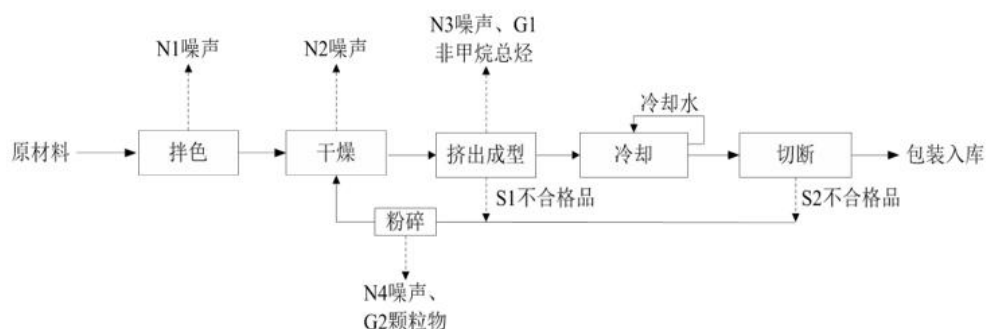 N1噪声
N2噪声
N3噪声、G1
非甲烷总烃
冷却水
原材料
拌色
干燥
挤出成型
冷却
切断
包装入库
S1不合格品
S2不合格品
粉碎
N4噪声、
G2颗粒物